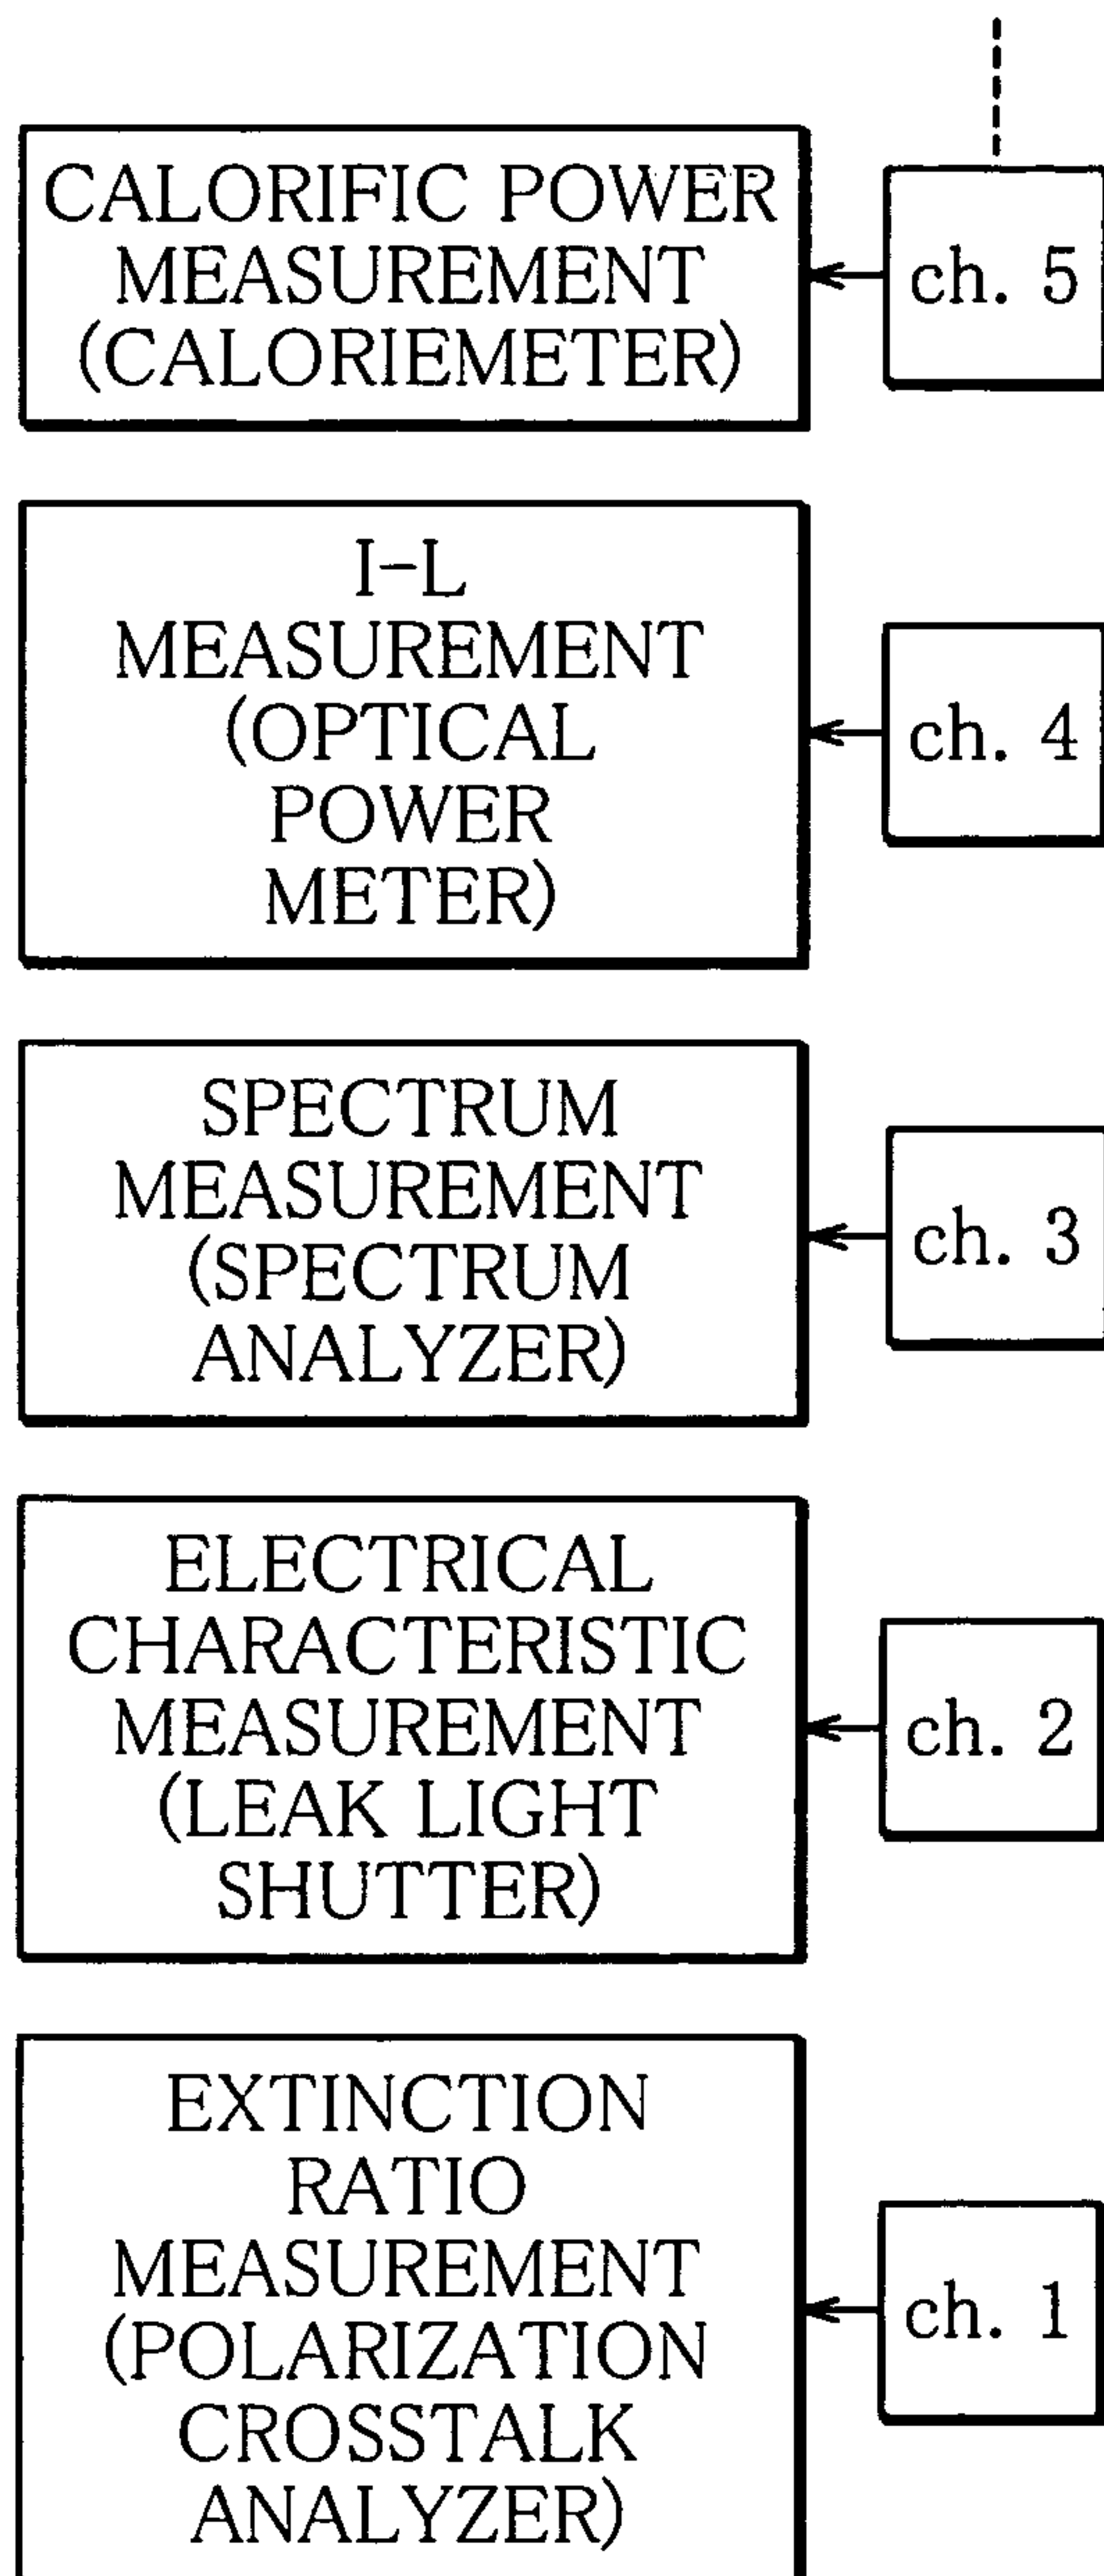 CALORIFIC POWER
MEASUREMENT
(CALORIEMETER)
ch. 5
I-L
MEASUREMENT
(OPTICAL
POWER
METER)
ch. 4
SPECTRUM
MEASUREMENT
(SPECTRUM
ANALYZER)
ch. 3
ELECTRICAL
CHARACTERISTIC
MEASUREMENT
(LEAK LIGHT
SHUTTER)
ch. 2
EXTINCTION
RATIO
MEASUREMENT
(POLARIZATION
CROSSTALK
ANALYZER)
ch. 1